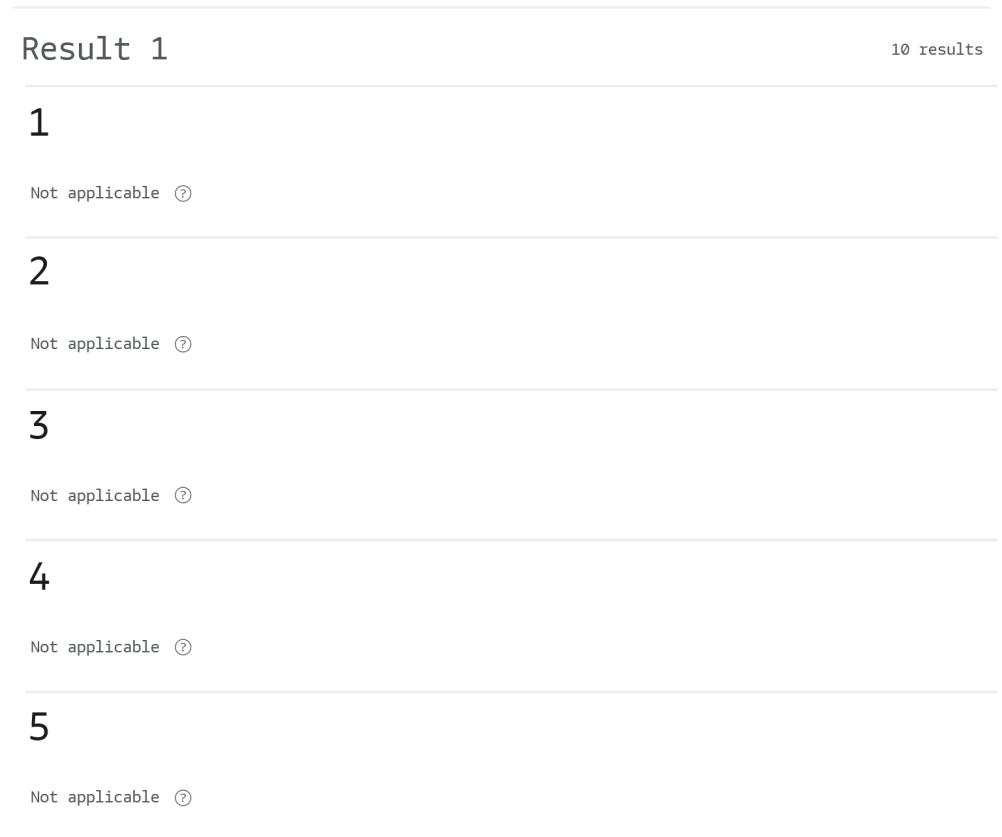 Result 1
10 results
1
Not applicable ?
2
Not applicable ?
3
Not applicable ?
4
Not applicable ?
5
Not applicable ?